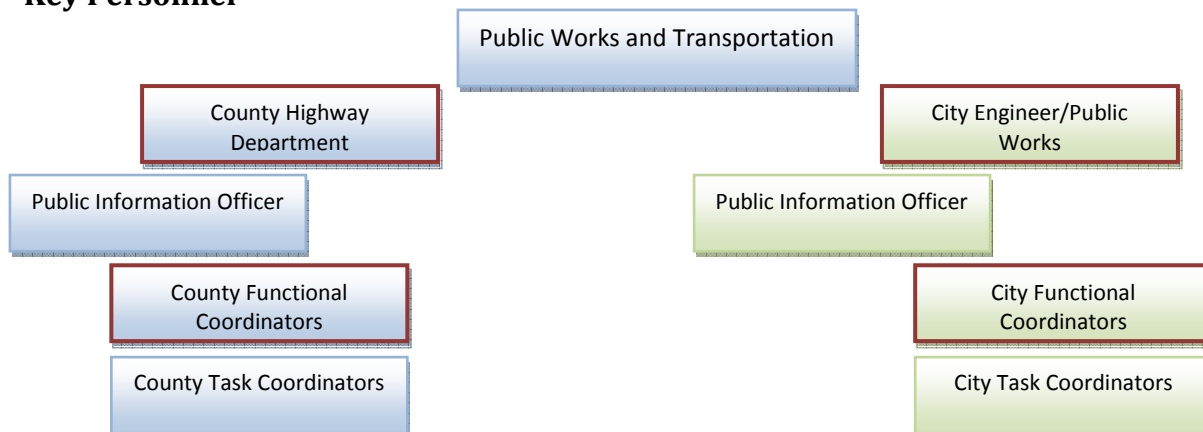 Key Personnel
Public Works and Transportation
County Highway
Department
City Engineer/Public
Works
Public Information Officer
Public Information Officer
County Functional
Coordinators
City Functional
Coordinators
County Task Coordinators
City Task Coordinators